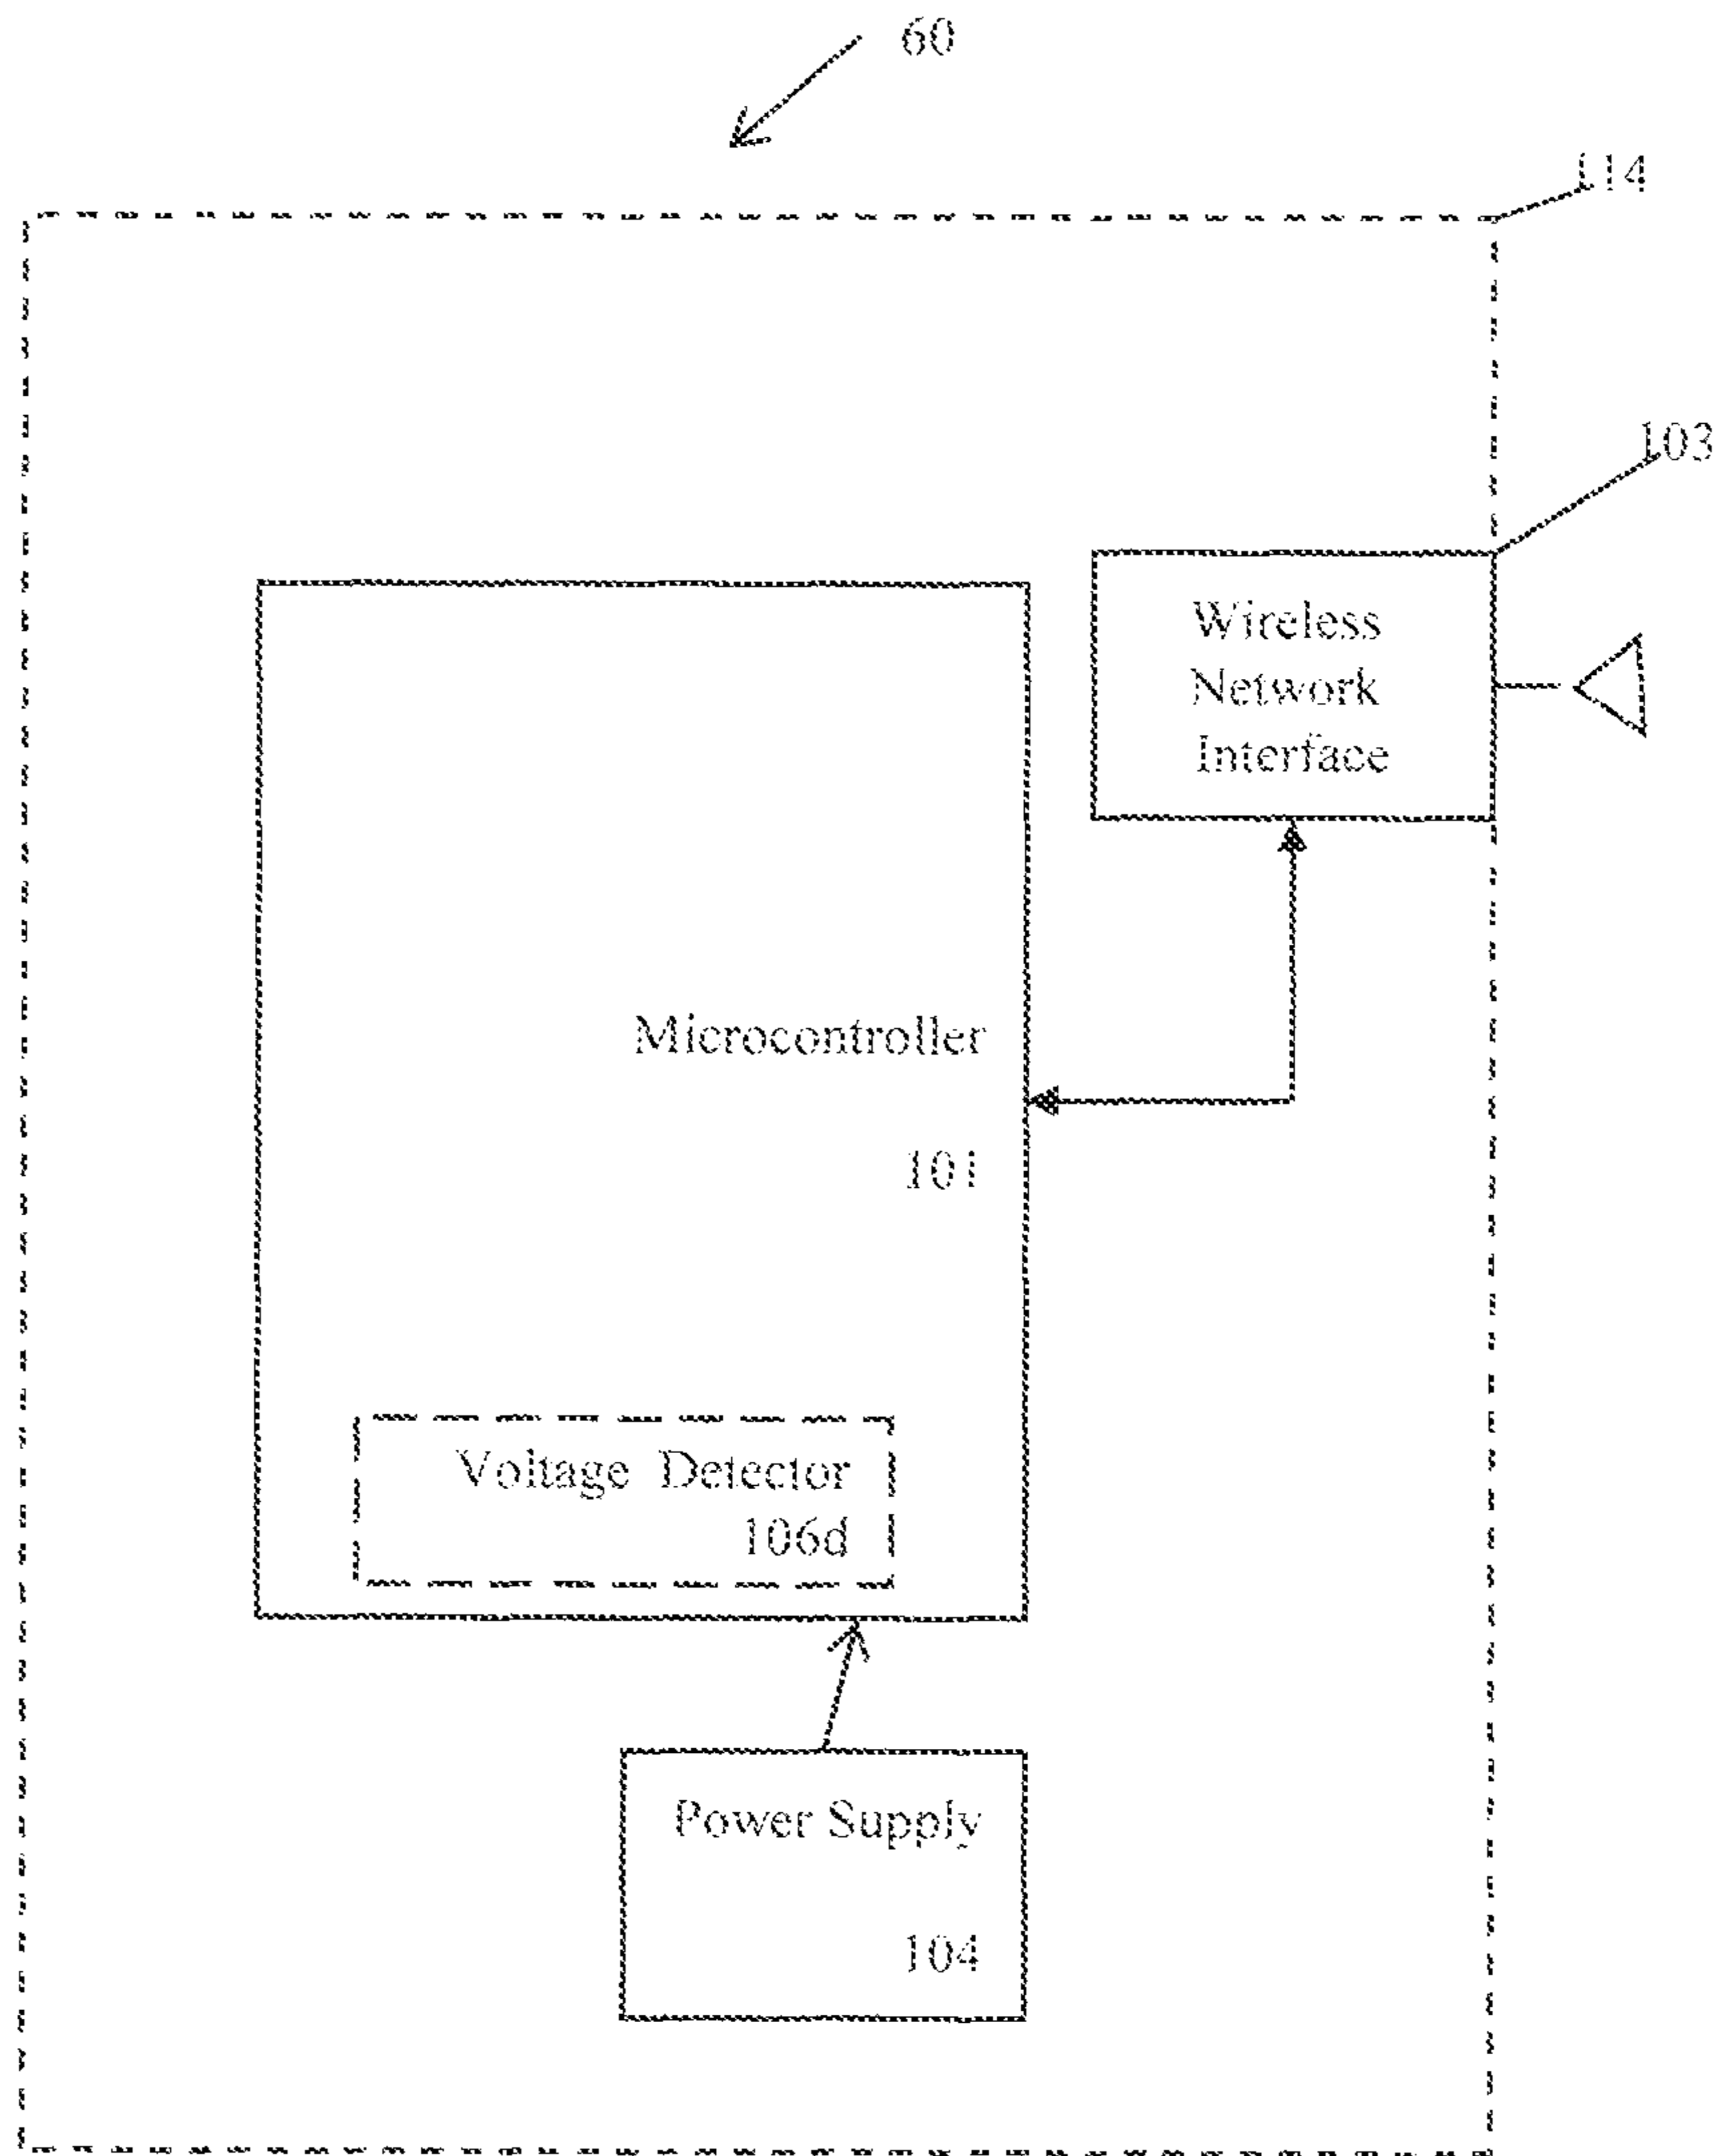 60
114
103
Wireless
Network
Interface
Microcontroller
101
Voltage Detector
106d
Power Supply
104